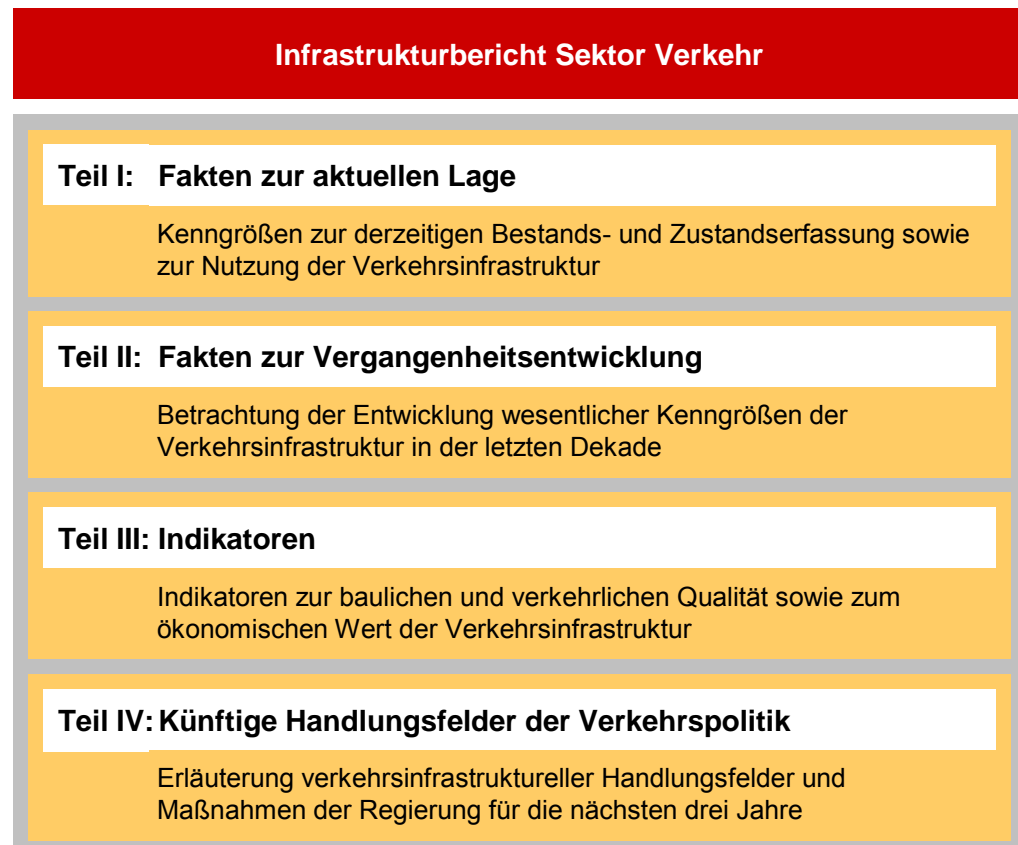 Infrastrukturbericht Sektor Verkehr
Teil I: Fakten zur aktuellen Lage
Kenngrößen zur derzeitigen Bestands- und Zustandserfassung sowie
zur Nutzung der Verkehrsinfrastruktur
Teil II: Fakten zur Vergangenheitsentwicklung
Betrachtung der Entwicklung wesentlicher Kenngrößen der
Verkehrsinfrastruktur in der letzten Dekade
Teil III: Indikatoren
Indikatoren zur baulichen und verkehrlichen Qualität sowie zum
ökonomischen Wert der Verkehrsinfrastruktur
Teil IV: Künftige Handlungsfelder der Verkehrspolitik
Erläuterung verkehrsinfrastruktureller Handlungsfelder und
Maßnahmen der Regierung für die nächsten drei Jahre